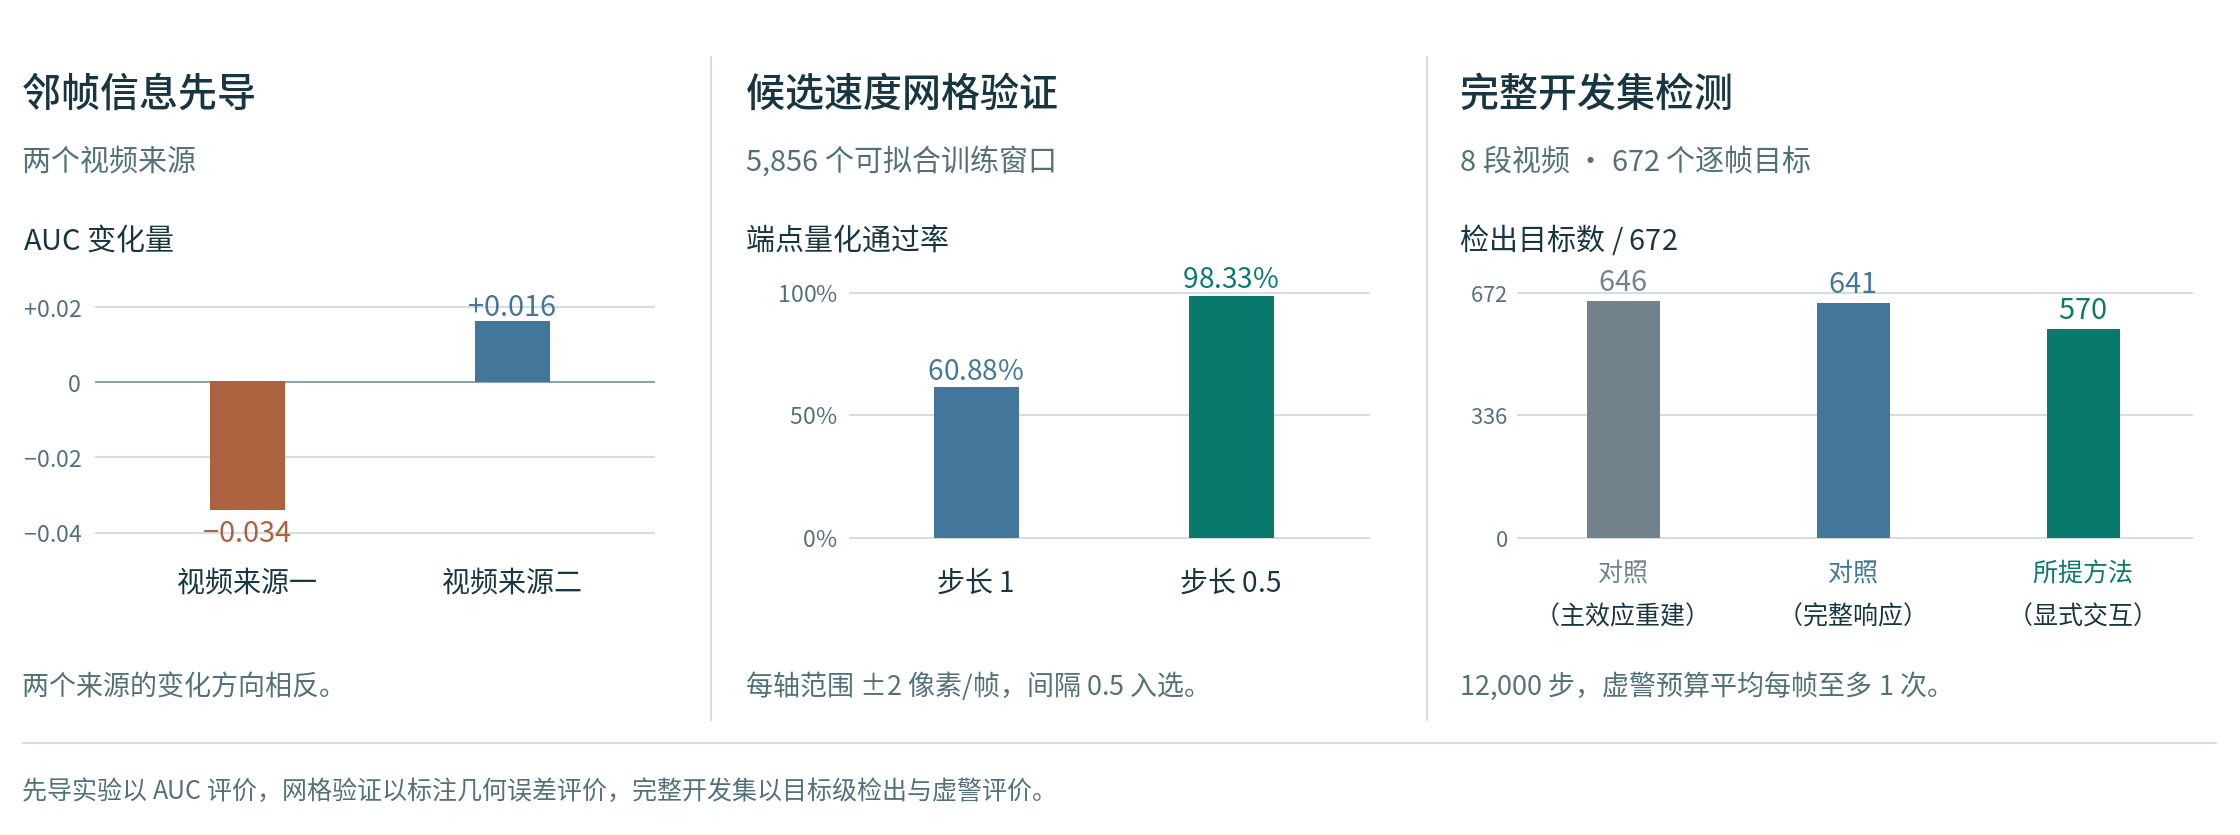 邻帧信息先导
两个视频来源
AUC 变化量
+0.02
0
−0.02
−0.04
+0.016
−0.034
视频来源一
视频来源二
两个来源的变化方向相反。
候选速度网格验证
5,856 个可拟合训练窗口
端点量化通过率
100%
50%
0%
60.88%
98.33%
步长 1
步长 0.5
每轴范围 ±2 像素/帧，间隔 0.5 入选。
完整开发集检测
8 段视频 · 672 个逐帧目标
检出目标数 / 672
672
336
0
646
641
570
对照
（主效应重建）
对照
（完整响应）
所提方法
（显式交互）
12,000 步，虚警预算平均每帧至多 1 次。
先导实验以 AUC 评价，网格验证以标注几何误差评价，完整开发集以目标级检出与虚警评价。